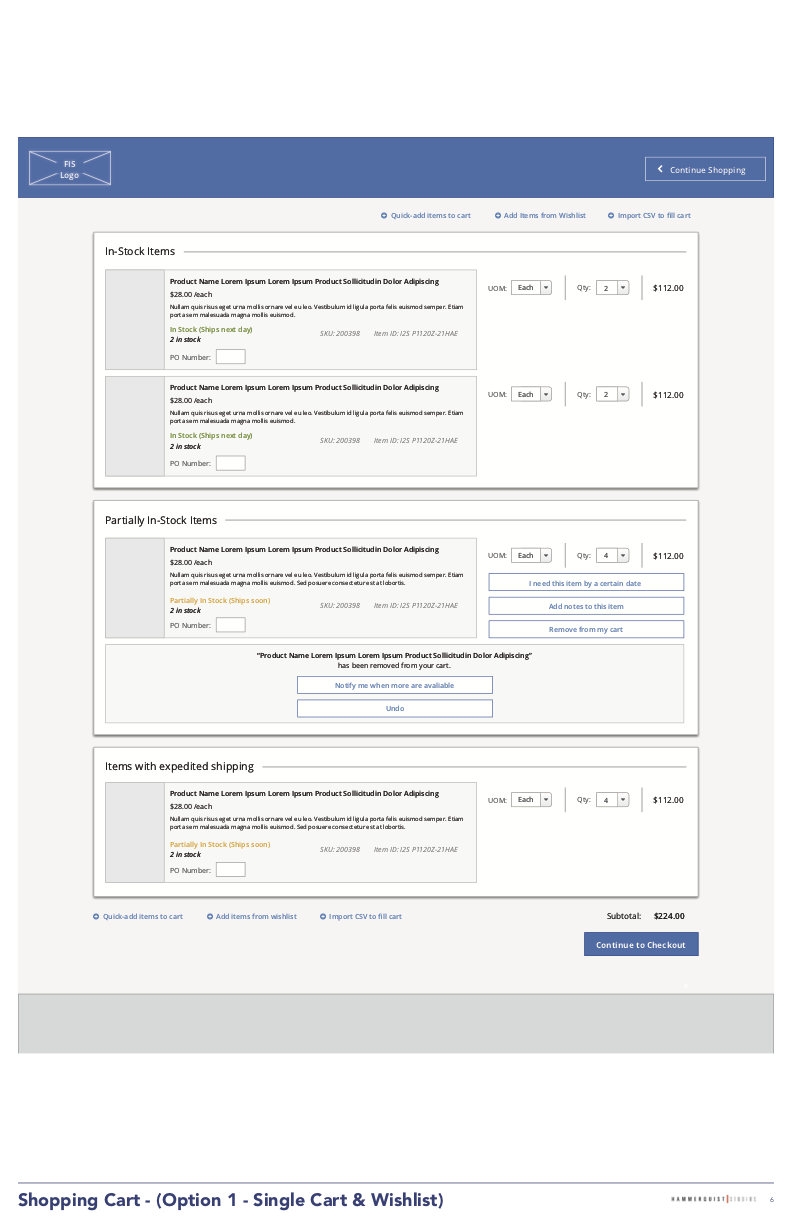 FIS
Logo
Continue Shopping
Quick-add items to cart
Add Items from Wishlist
Import CSV to fill cart
In-Stock Items
Product Name Lorem Ipsum Lorem Ipsum Product Sollicitudin Dolor Adipiscing
$28.00 /each
Nullam quis risus eget urna mollis ornare vel eu leo. Vestibulum id ligula porta felis euismod semper. Etiam
porta sem malesuada magna mollis euismod.
In Stock (Ships next day)
2 in stock
SKU: 200398 Item ID: I2S P1120Z-21HAE
PO Number:
UOM: Each Qty: 2 $112.00
Product Name Lorem Ipsum Lorem Ipsum Product Sollicitudin Dolor Adipiscing
$28.00 /each
Nullam quis risus eget urna mollis ornare vel eu leo. Vestibulum id ligula porta felis euismod semper. Etiam
porta sem malesuada magna mollis euismod.
In Stock (Ships next day)
2 in stock
SKU: 200398 Item ID: I2S P1120Z-21HAE
PO Number:
UOM: Each Qty: 2 $112.00
Partially In-Stock Items
Product Name Lorem Ipsum Lorem Ipsum Product Sollicitudin Dolor Adipiscing
$28.00 /each
Nullam quis risus eget urna mollis ornare vel eu leo. Vestibulum id ligula porta felis euismod semper. Etiam
porta sem malesuada magna mollis euismod. Sed posuere consectetur est at lobortis.
Partially In Stock (Ships soon)
2 in stock
SKU: 200398 Item ID: I2S P1120Z-21HAE
PO Number:
UOM: Each Qty: 4 $112.00
I need this item by a certain date
Add notes to this item
Remove from my cart
“Product Name Lorem Ipsum Lorem Ipsum Product Sollicitudin Dolor Adipiscing”
has been removed from your cart.
Notify me when more are avaliable
Undo
Items with expedited shipping
Product Name Lorem Ipsum Lorem Ipsum Product Sollicitudin Dolor Adipiscing
$28.00 /each
Nullam quis risus eget urna mollis ornare vel eu leo. Vestibulum id ligula porta felis euismod semper. Etiam
porta sem malesuada magna mollis euismod. Sed posuere consectetur est at lobortis.
Partially In Stock (Ships soon)
2 in stock
SKU: 200398 Item ID: I2S P1120Z-21HAE
PO Number:
UOM: Each Qty: 4 $112.00
Quick-add items to cart
Add items from wishlist
Import CSV to fill cart
Subtotal: $224.00
Continue to Checkout
Shopping Cart - (Option 1 - Single Cart & Wishlist)
HAMMERQUIST STUDIOS
6